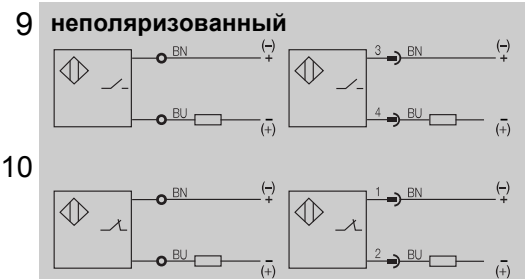 9 неполяризованный
BN (–) + 3 BN (–) +
BU – (+) 4 BU – (+)
10
BN (–) + 1 BN (–) +
BU – (+) 2 BU – (+)